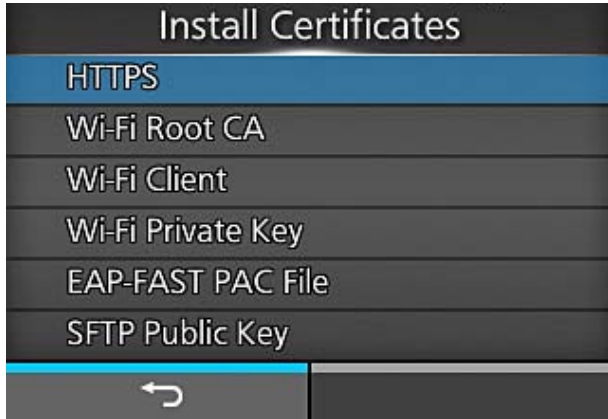 Install Certificates
HTTPS
Wi-Fi Root CA
Wi-Fi Client
Wi-Fi Private Key
EAP-FAST PAC File
SFTP Public Key